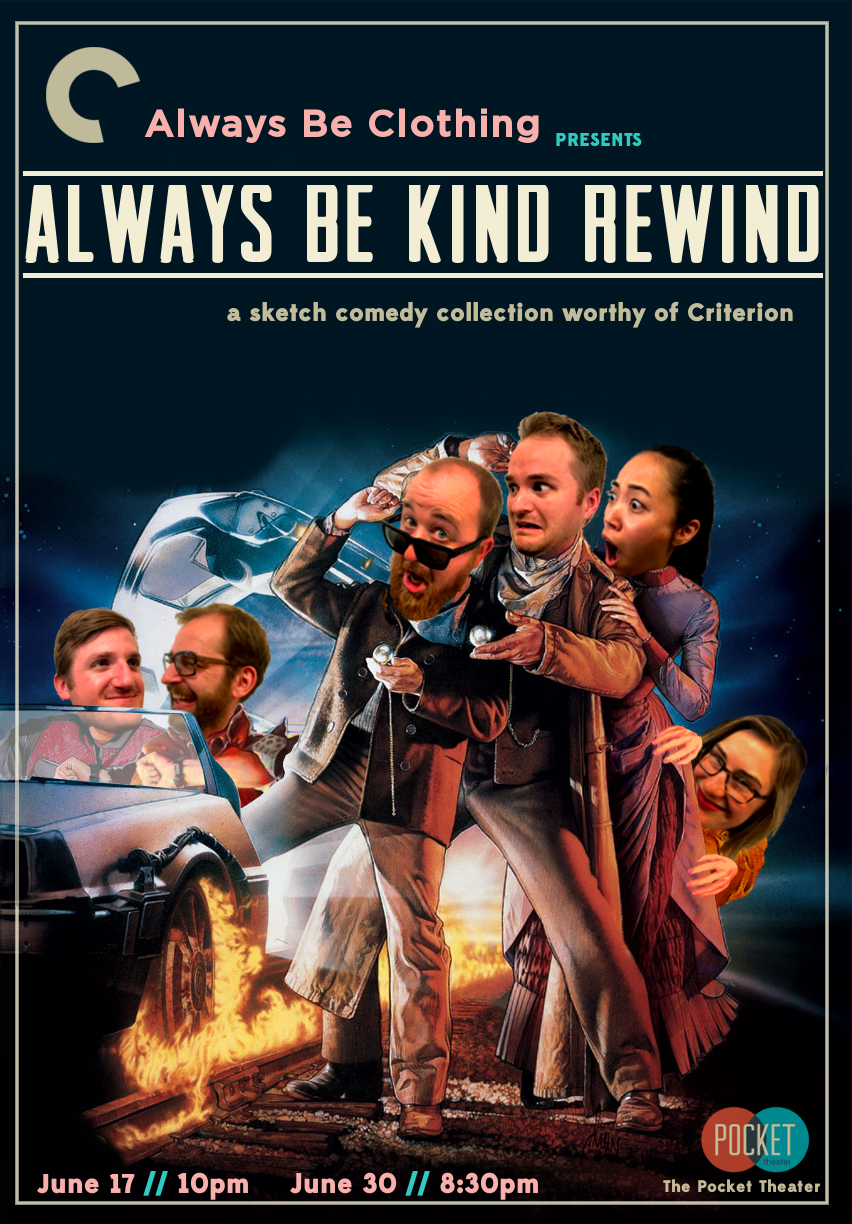 Always Be Clothing PRESENTS
ALWAYS BE KIND REWIND
a sketch comedy collection worthy of Criterion
POCKET
theater
The Pocket Theater
June 17 // 10pm June 30 // 8:30pm